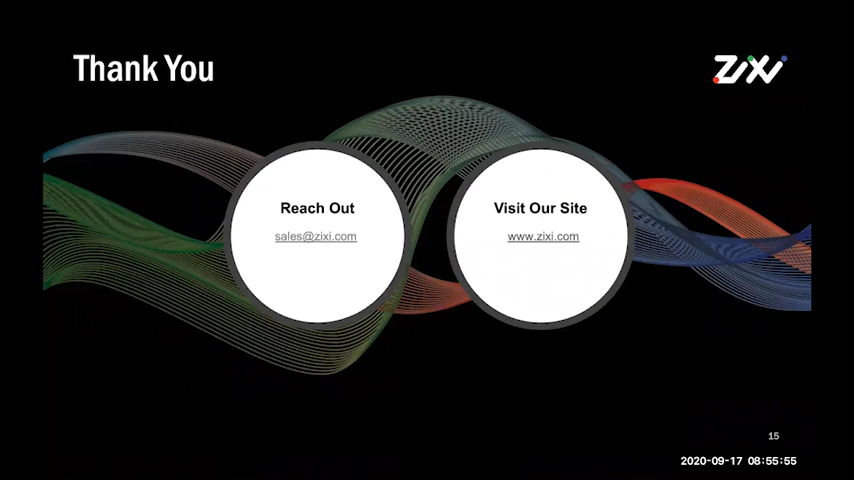 Thank You
Zixi
Reach Out
sales@zixi.com
Visit Our Site
www.zixi.com
15
2020-09-17 08:55:55